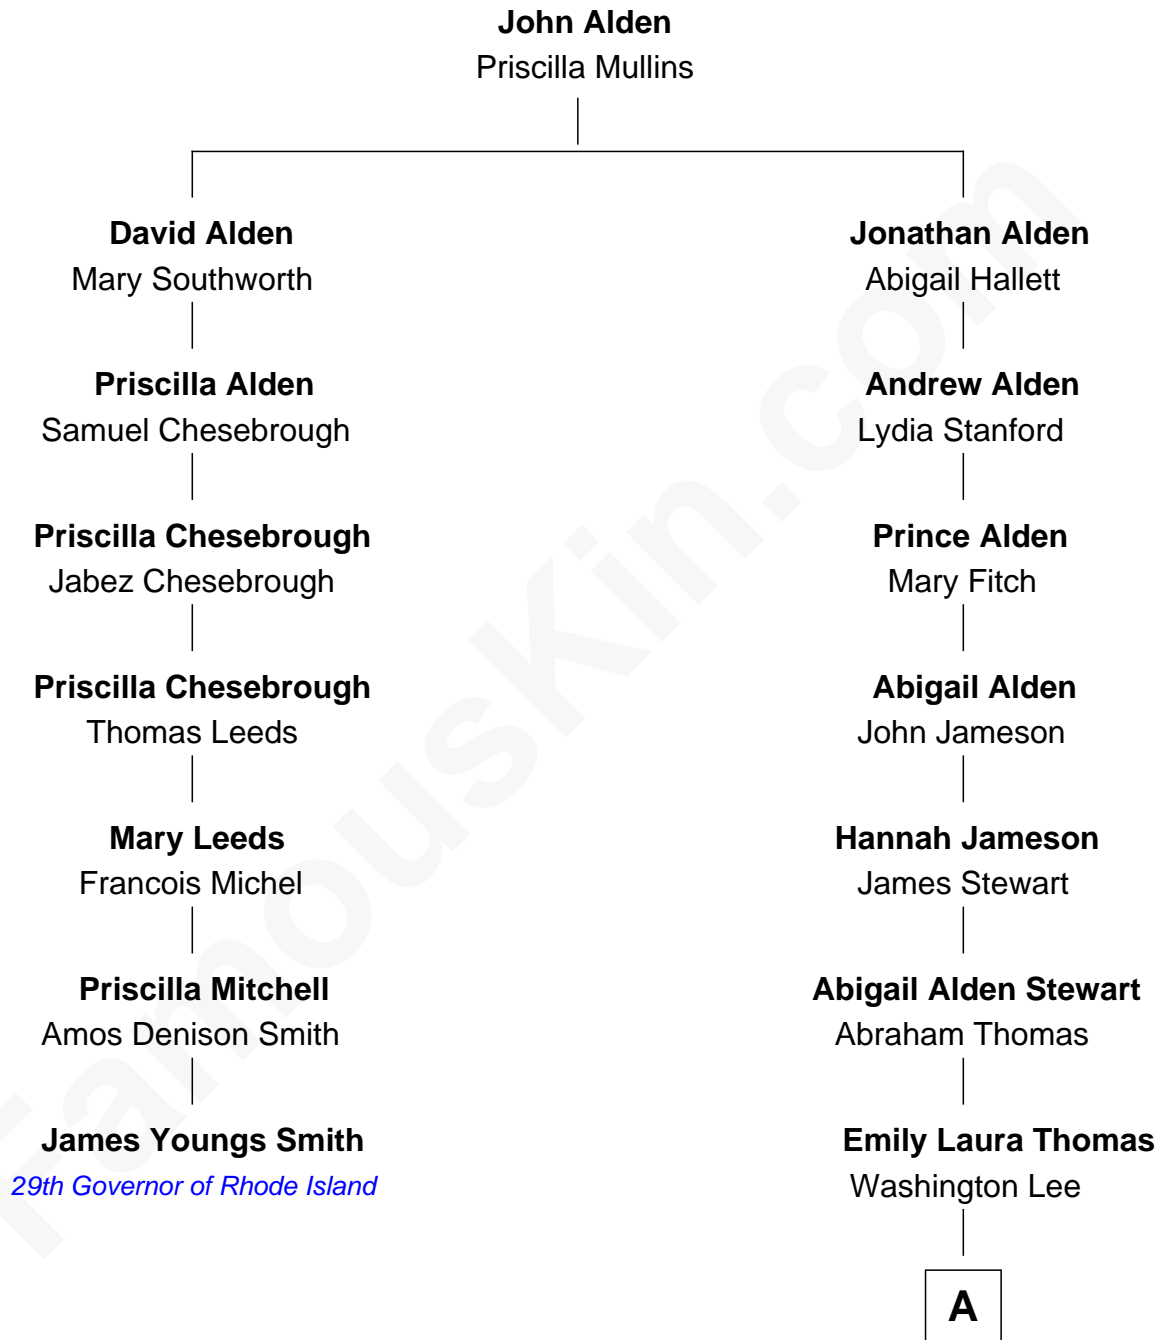 John Alden
Priscilla Mullins
David Alden
Mary Southworth
Jonathan Alden
Abigail Hallett
Priscilla Alden
Samuel Chesebrough
Andrew Alden
Lydia Stanford
Priscilla Chesebrough
Jabez Chesebrough
Prince Alden
Mary Fitch
Priscilla Chesebrough
Thomas Leeds
Abigail Alden
John Jameson
Mary Leeds
Francois Michel
Hannah Jameson
James Stewart
Priscilla Mitchell
Amos Denison Smith
Abigail Alden Stewart
Abraham Thomas
James Youngs Smith
29th Governor of Rhode Island
Emily Laura Thomas
Washington Lee
A
FamousKin.com